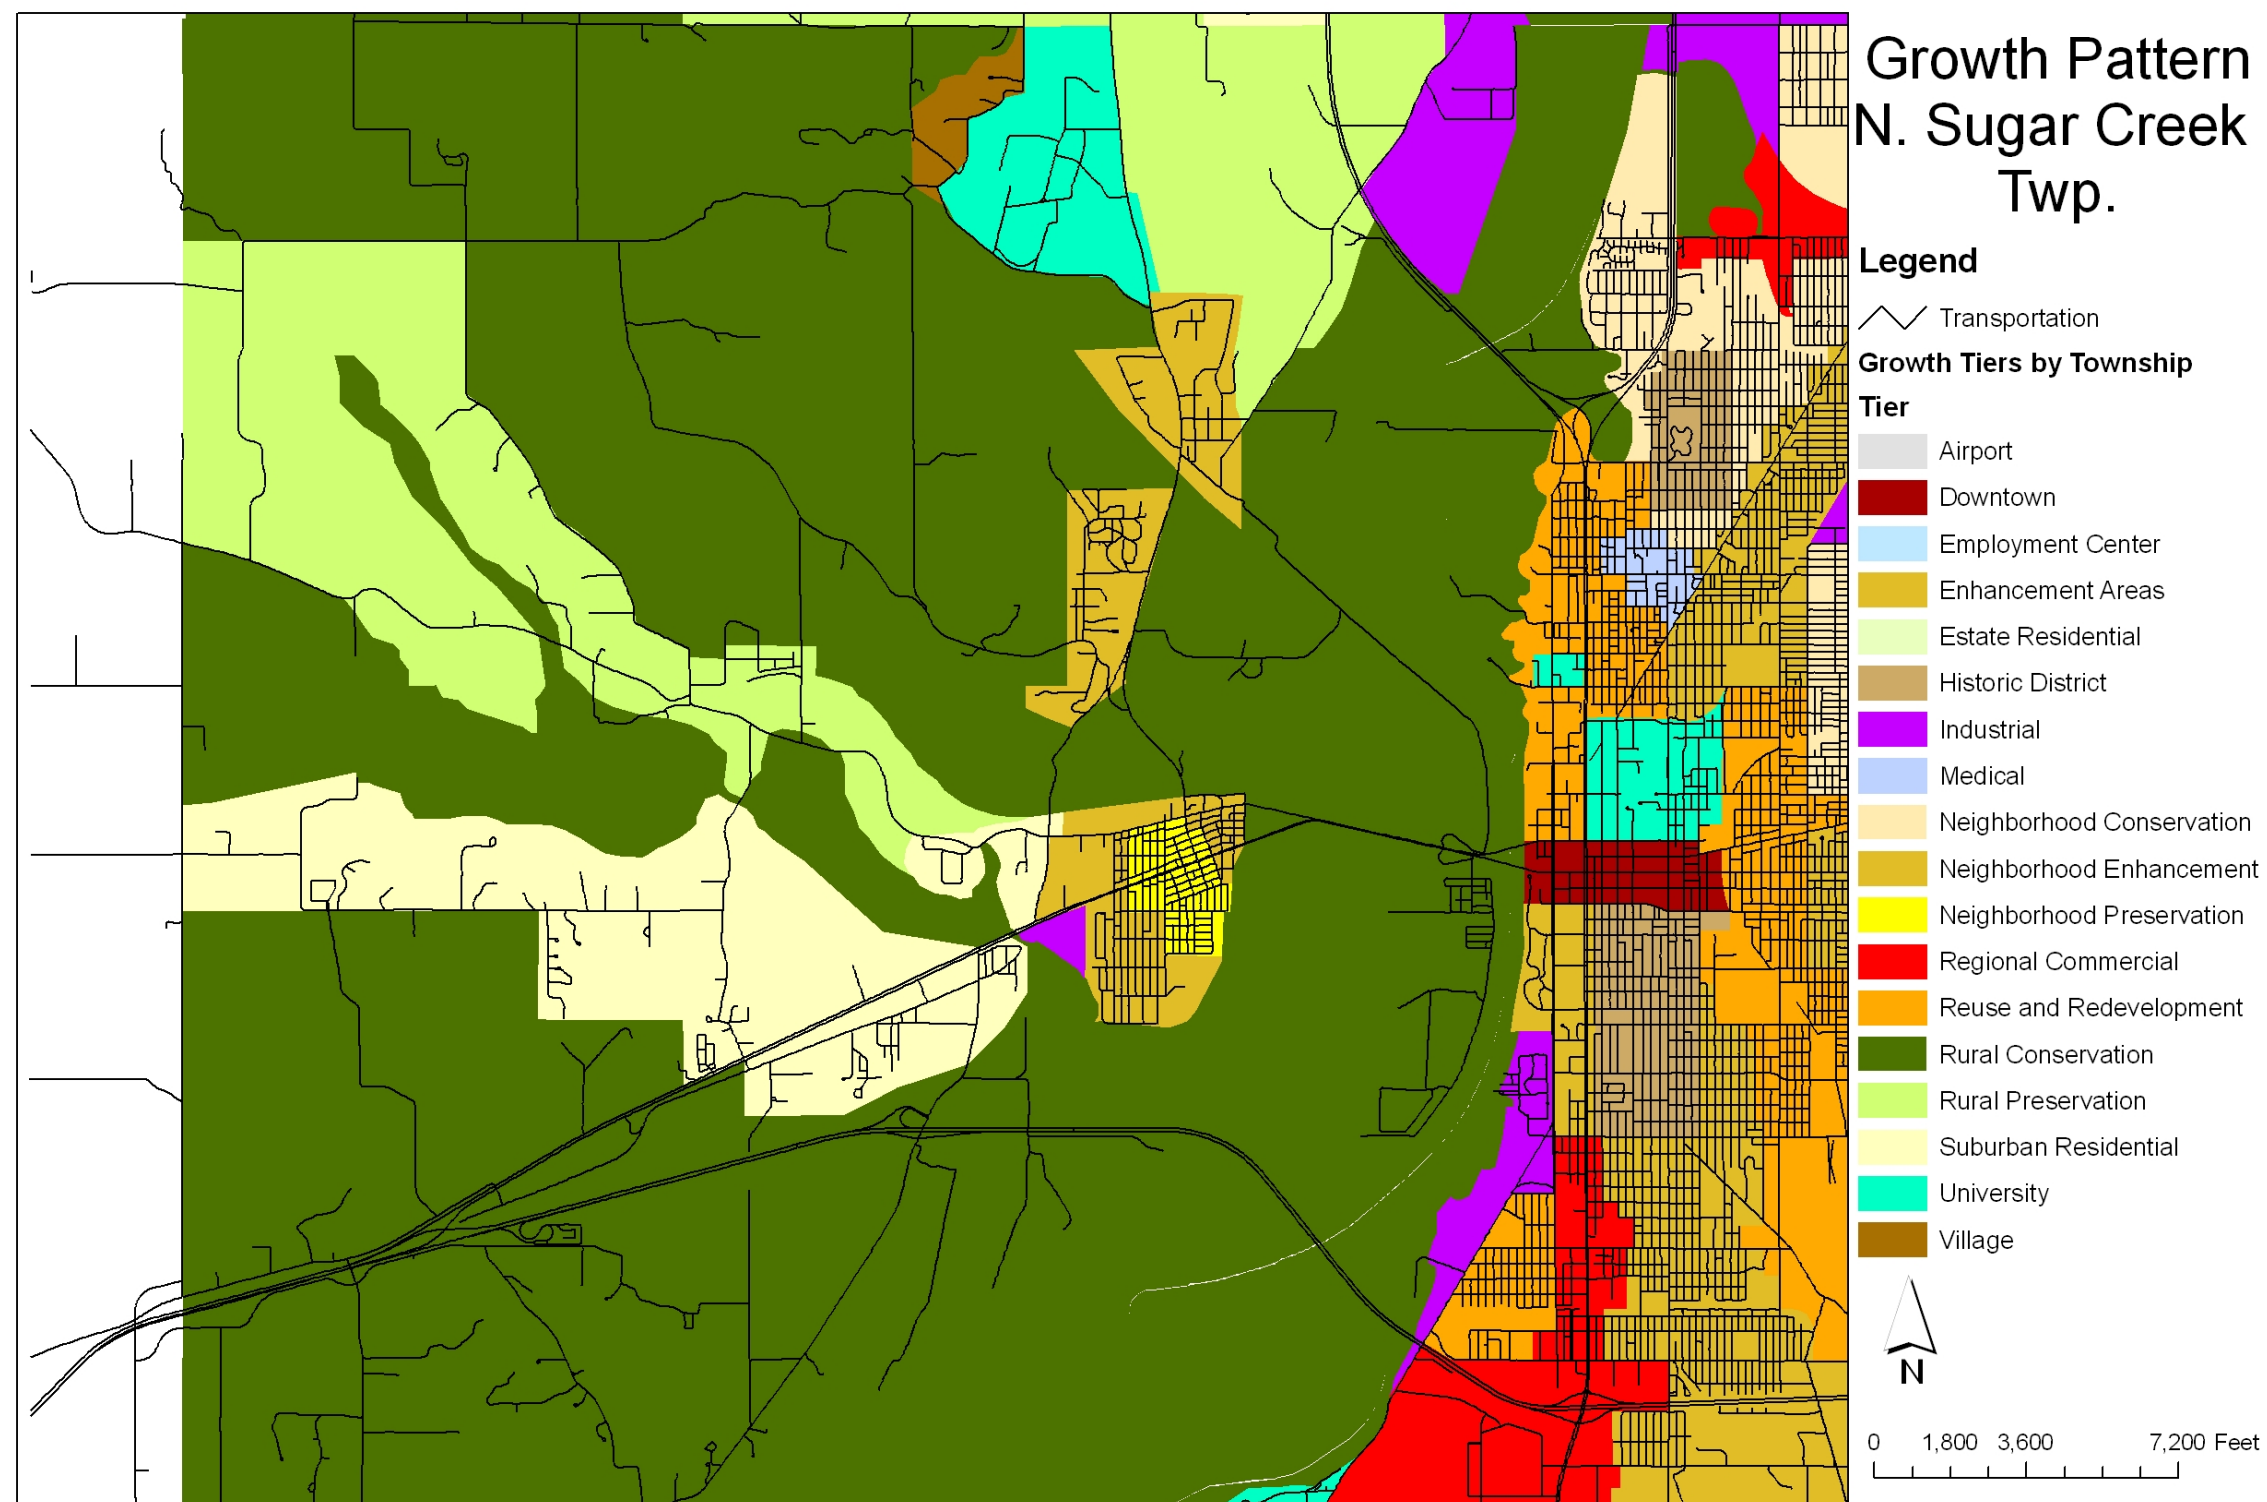 Growth Pattern
N. Sugar Creek
Twp.
Legend
Transportation
Growth Tiers by Township
Tier
Airport
Downtown
Employment Center
Enhancement Areas
Estate Residential
Historic District
Industrial
Medical
Neighborhood Conservation
Neighborhood Enhancement
Neighborhood Preservation
Regional Commercial
Reuse and Redevelopment
Rural Conservation
Rural Preservation
Suburban Residential
University
Village
N
0 1,800 3,600 7,200 Feet